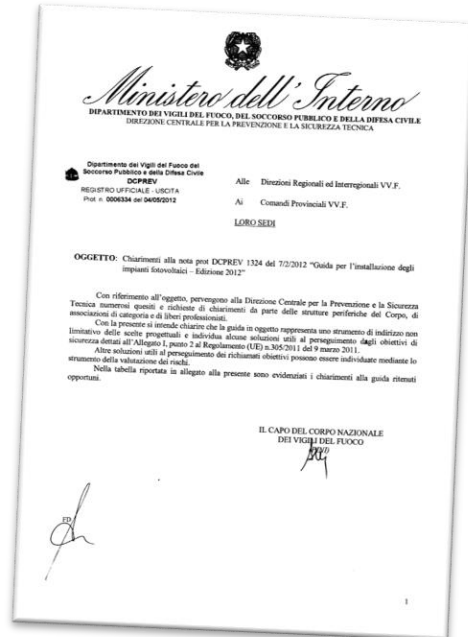 Ministero dell'Interno
DIPARTIMENTO DEI VIGILI DEL FUOCO, DEL SOCCORSO PUBBLICO E DELLA DIFESA CIVILE
DIREZIONE CENTRALE PER LA PREVENZIONE E LA SICUREZZA TECNICA
Dipartimento dei Vigili del Fuoco del
Soccorso Pubblico e della Difesa Civile
DCPREV
REGISTRO UFFICIALE - USCITA
Prot. n. 0006334 del 04/05/2012
Alle Direzioni Regionali ed Interregionali VV.F.
Ai Comandi Provinciali VV.F.
LORO SEDI
OGGETTO: Chiarimenti alla nota prot DCPREV 1324 del 7/2/2012 “Guida per l’installazione degli
impianti fotovoltaici – Edizione 2012”
Con riferimento all’oggetto, pervengono alla Direzione Centrale per la Prevenzione e la Sicurezza
Tecnica numerosi quesiti e richieste di chiarimenti da parte delle strutture periferiche del Corpo, di
associazioni di categoria e di liberi professionisti.
Con la presente si intende chiarire che la guida in oggetto rappresenta uno strumento di indirizzo non
limitativo delle scelte progettuali e individua alcune soluzioni utili al perseguimento dagli obiettivi di
sicurezza dettati all’Allegato I, punto 2 al Regolamento (UE) n.305/2011 del 9 marzo 2011.
Altre soluzioni utili al perseguimento dei richiamati obiettivi possono essere individuate mediante lo
strumento della valutazione dei rischi.
Nella tabella riportata in allegato alla presente sono evidenziati i chiarimenti alla guida ritenuti
opportuni.
IL CAPO DEL CORPO NAZIONALE
DEI VIGILI DEL FUOCO
1